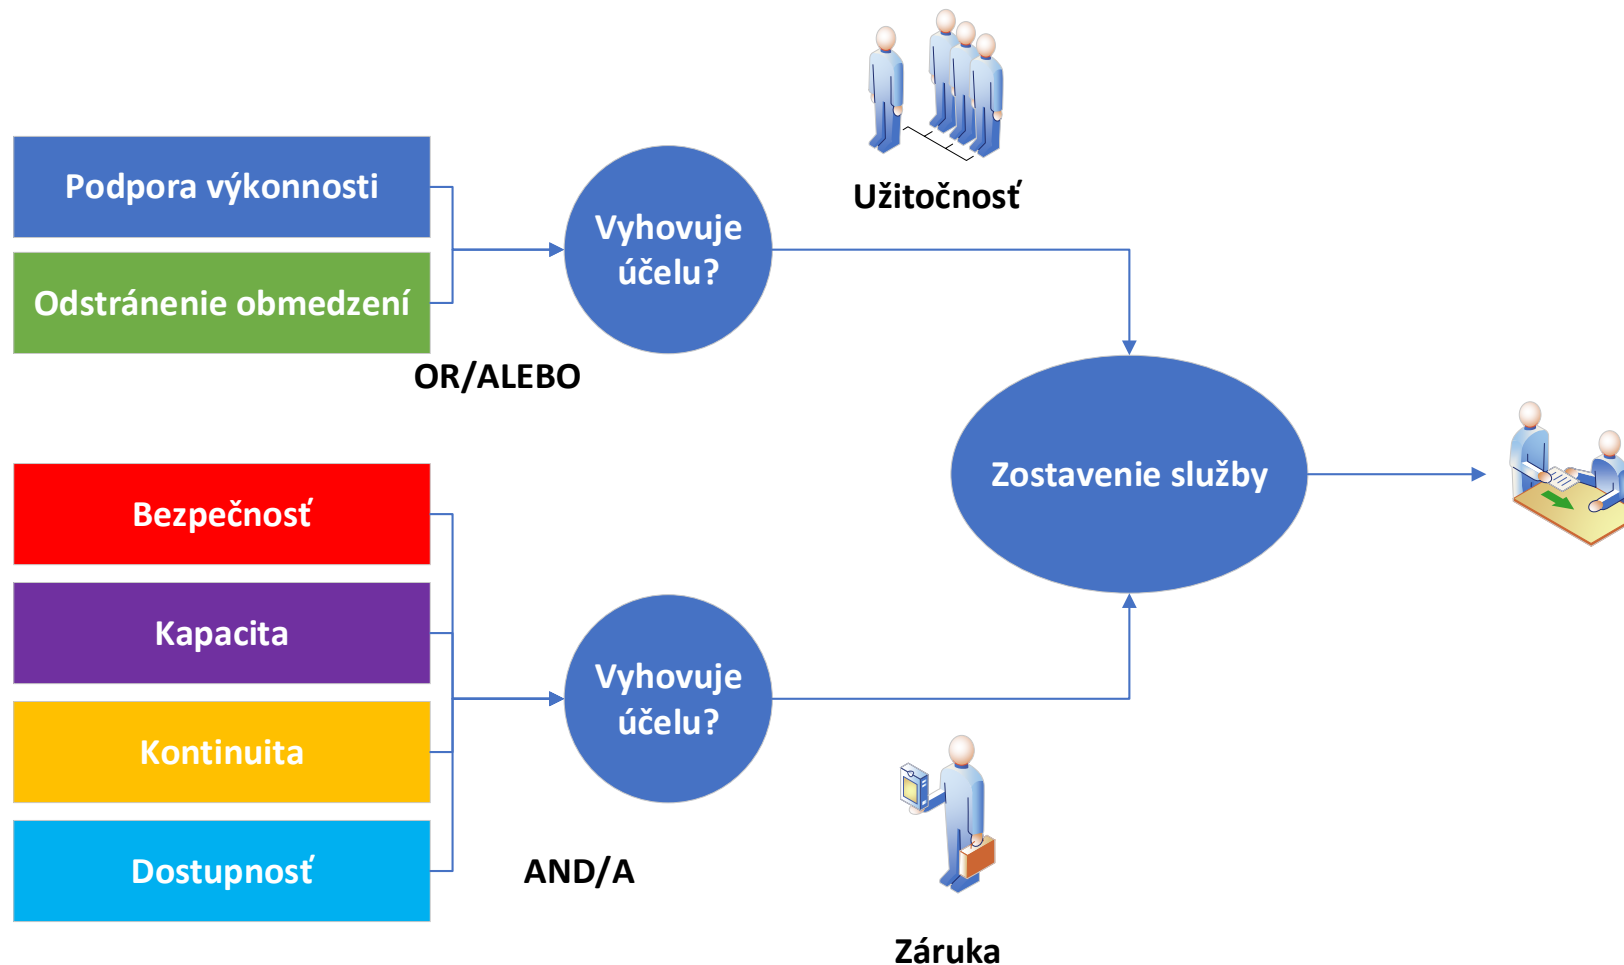 Užitočnosť
Podpora výkonnosti
Odstránenie obmedzení
Vyhovuje
účelu?
OR/ALEBO
Zostavenie služby
Bezpečnosť
Kapacita
Kontinuita
Dostupnosť
Vyhovuje
účelu?
AND/A
Záruka